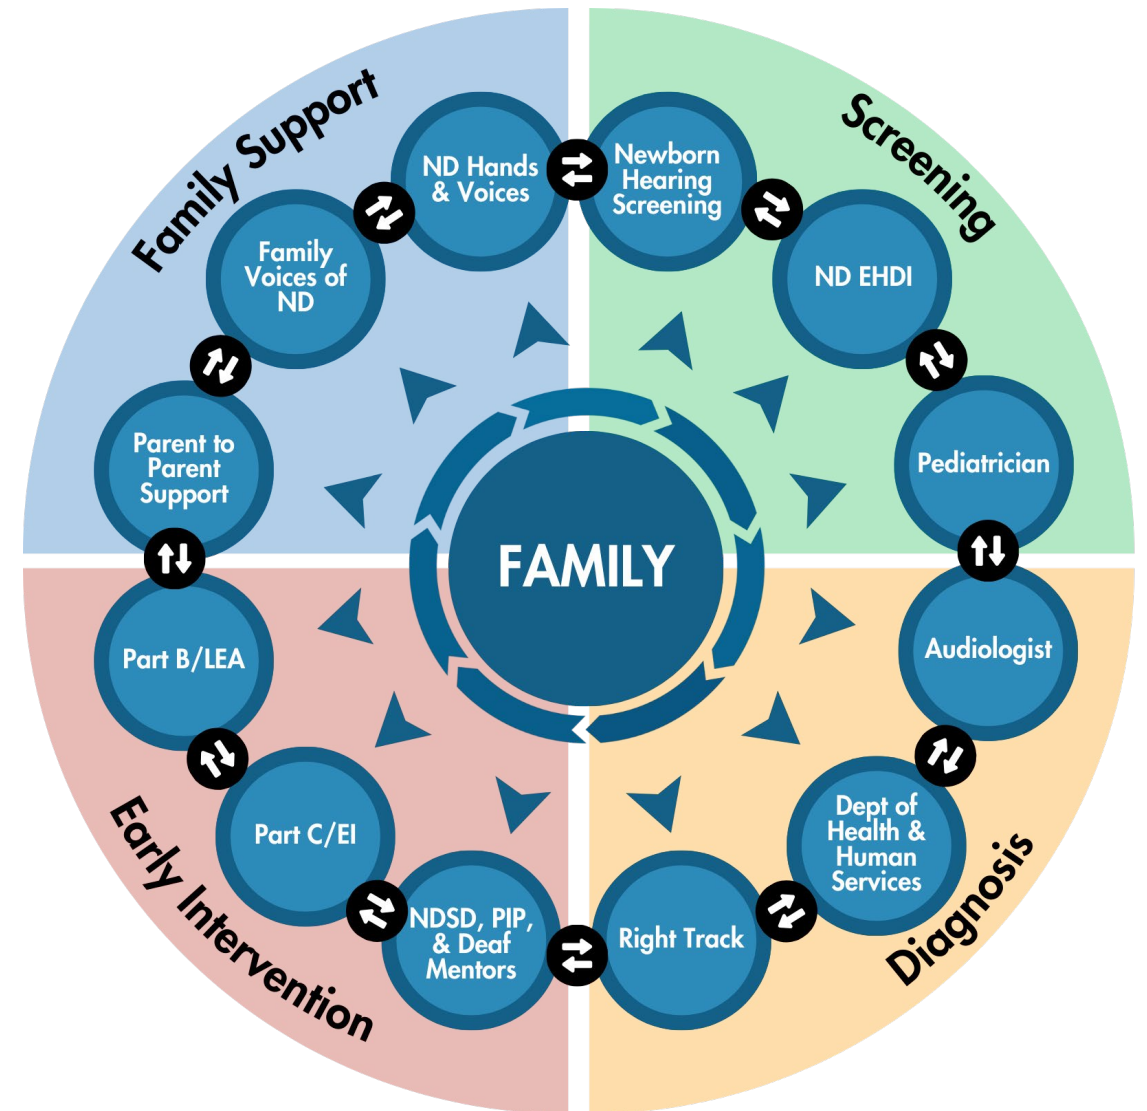 Family Support
ND Hands
& Voices
Family
Voices of
ND
Parent to
Parent
Support
Screening
Newborn
Hearing
Screening
ND EHDI
Pediatrician
FAMILY
Diagnosis
Audiologist
Dept of
Health &
Human
Services
Right Track
Early Intervention
NDSD, PIP,
& Deaf
Mentors
Part C/EI
Part B/LEA